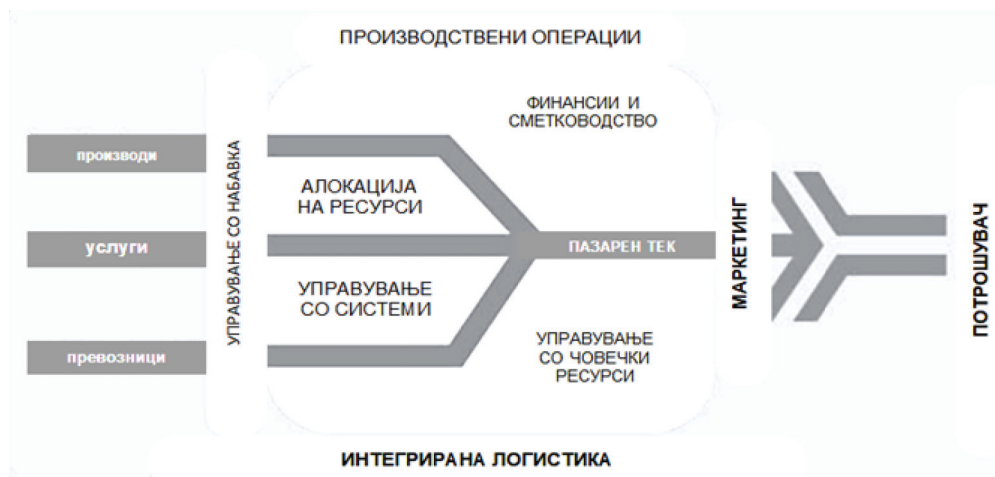 ПРОИЗВОДСТВЕНИ ОПЕРАЦИИ
производи
услуги
превозници
УПРАВУВАЊЕ СО НАБАВКА
АЛОКАЦИЈА
НА РЕСУРСИ
УПРАВУВАЊЕ
СО СИСТЕМИ
ФИНАНСИИ И
СМЕТКОВОДСТВО
ПАЗАРЕН ТЕК
УПРАВУВАЊЕ
СО ЧОВЕЧКИ
РЕСУРСИ
МАРКЕТИНГ
ПОТРОШУВАЧ
ИНТЕГРИРАНА ЛОГИСТИКА